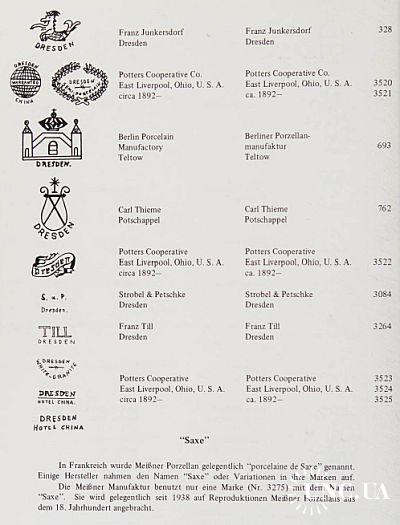 DRESDEN
Franz Junkersdorf Franz Junkersdorf 328
Dresden Dresden
DRESDEN
WARRANTED
CHINA
DRESDEN
Potters Cooperative Co. Potters Cooperative Co.
East Liverpool, Ohio, U. S. A. East Liverpool, Ohio, U. S. A. 3520
circa 1892– ca. 1892– 3521
Berlin Porcelain Berliner Porzellan-
Manufactory manufaktur 693
Teltow Teltow
DRESDEN.
Carl Thieme Carl Thieme 762
Potschappel Potschappel
DRESDEN
Potters Cooperative Potters Cooperative
East Liverpool, Ohio, U. S. A. East Liverpool, Ohio, U. S. A. 3522
circa 1892– ca. 1892–
DRESDEN
S. u. P. Strobel & Petschke Strobel & Petschke 3084
Dresden. Dresden Dresden
TILL Franz Till Franz Till 3264
DRESDEN Dresden Dresden
DRESDEN
WHITE-GRANITE
Potters Cooperative Potters Cooperative 3523
DRESDEN East Liverpool, Ohio, U. S. A. East Liverpool, Ohio, U. S. A. 3524
HOTEL CHINA. circa 1892– ca. 1892– 3525
DRESDEN
HOTEL CHINA
"Saxe"
In Frankreich wurde Meißner Porzellan gelegentlich "porcelaine de Saxe" genannt.
Einige Hersteller nahmen den Namen "Saxe" oder Variationen in ihre Marken auf.
Die Meißner Manufaktur benutzt nur eine Marke (Nr. 3275) mit dem Namen
"Saxe". Sie wird gelegentlich seit 1938 auf Reproduktionen Meißner Porzellans aus
dem 18. Jahrhundert angebracht.